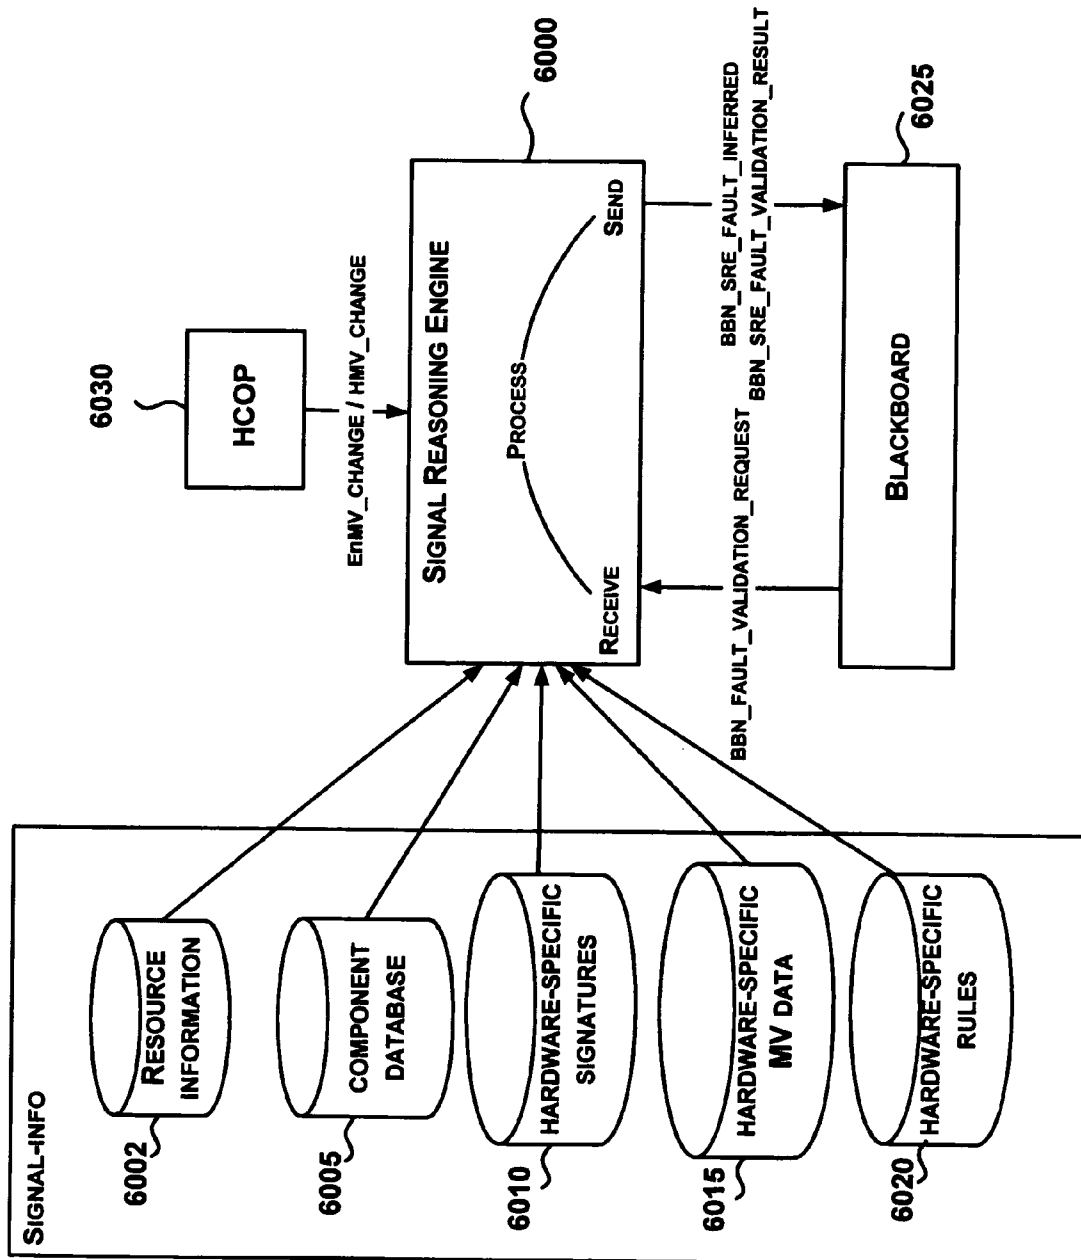 SIGNAL-INFO
6002
RESOURCE
INFORMATION
6005
COMPONENT
DATABASE
6010
HARDWARE-SPECIFIC
SIGNATURES
6015
HARDWARE-SPECIFIC
MV DATA
6020
HARDWARE-SPECIFIC
RULES
6030
HCOP
EnMV_CHANGE / HMV_CHANGE
6000
SIGNAL REASONING ENGINE
RECEIVE
PROCESS
SEND
BBN_FAULT_VALIDATION_REQUEST
BBN_SRE_FAULT_INFERRED
BBN_SRE_FAULT_VALIDATION_RESULT
6025
BLACKBOARD